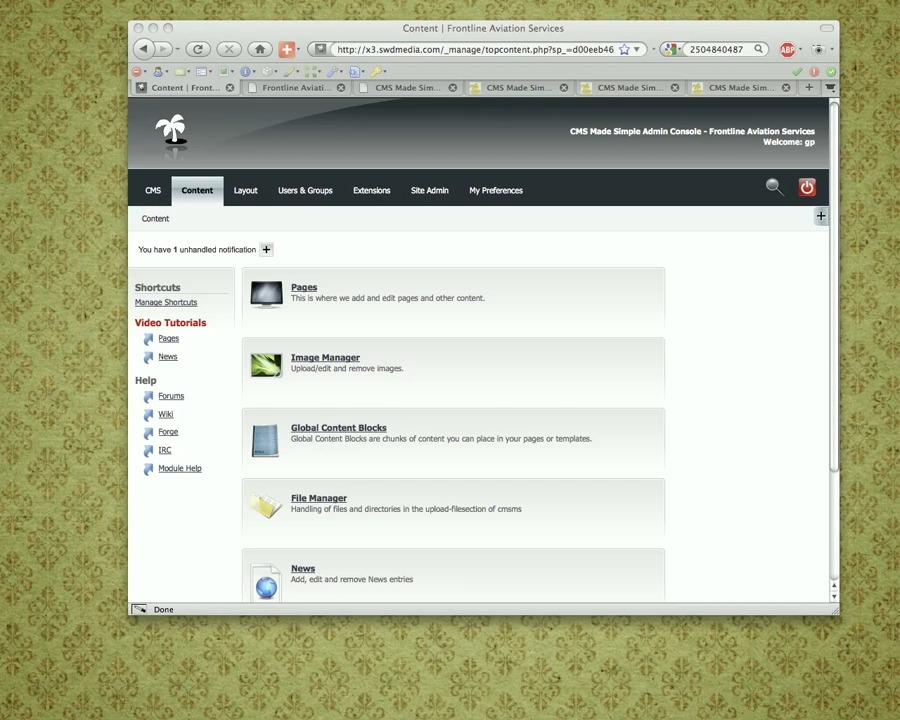 Content | Frontline Aviation Services
http://x3.swdmedia.com/_manage/topcontent.php?sp_=d00eeb46
2504840487
ABP
Content | Front...
Frontline Aviati...
CMS Made Sim...
CMS Made Sim...
CMS Made Sim...
CMS Made Sim...
CMS Made Simple Admin Console - Frontline Aviation Services
Welcome: gp
CMS
Content
Layout
Users & Groups
Extensions
Site Admin
My Preferences
Content
You have 1 unhandled notification
Shortcuts
Manage Shortcuts
Video Tutorials
Pages
News
Help
Forums
Wiki
Forge
IRC
Module Help
Pages
This is where we add and edit pages and other content.
Image Manager
Upload/edit and remove images.
Global Content Blocks
Global Content Blocks are chunks of content you can place in your pages or templates.
File Manager
Handling of files and directories in the upload-filesection of cmsms
News
Add, edit and remove News entries
Done